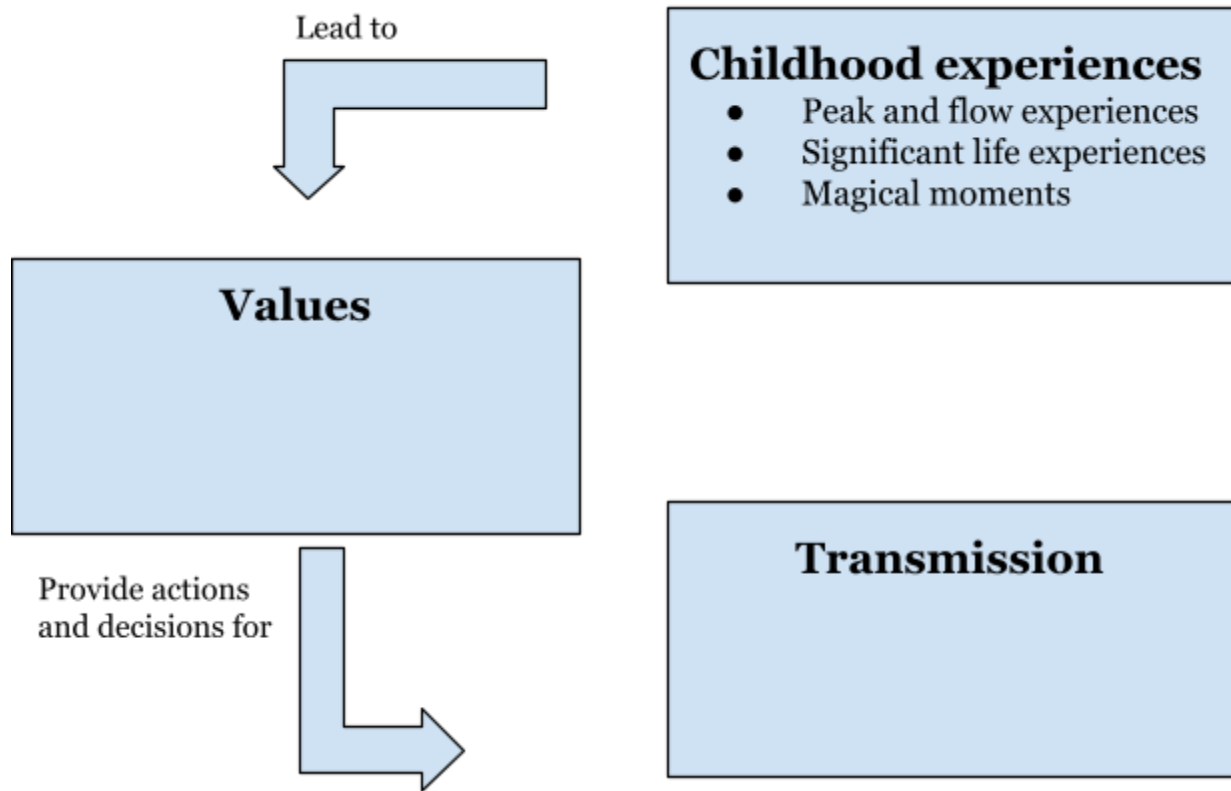 Lead to
Childhood experiences
● Peak and flow experiences
● Significant life experiences
● Magical moments
Values
Provide actions
and decisions for
Transmission